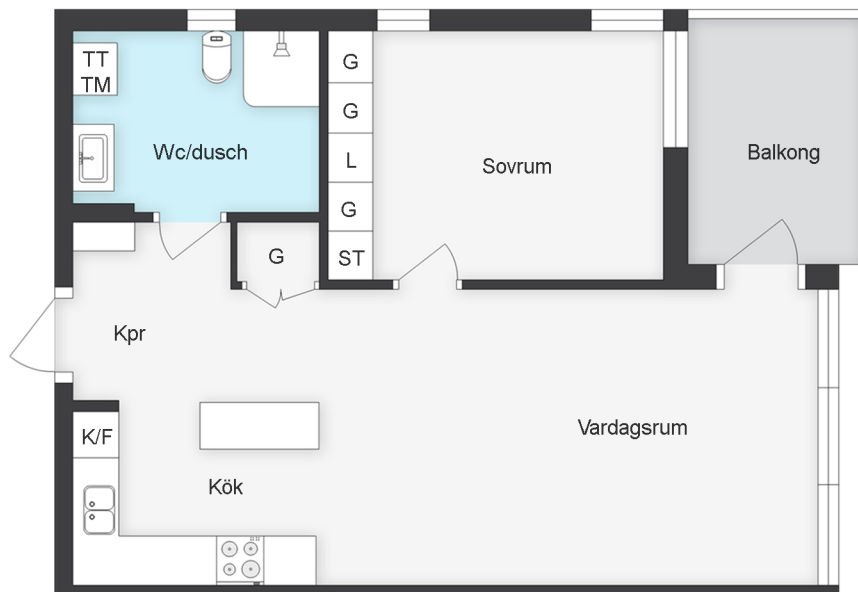 TT
TM
G
G
Wc/dusch
L
Sovrum
Balkong
G
G
ST
Kpr
Vardagsrum
K/F
Kök